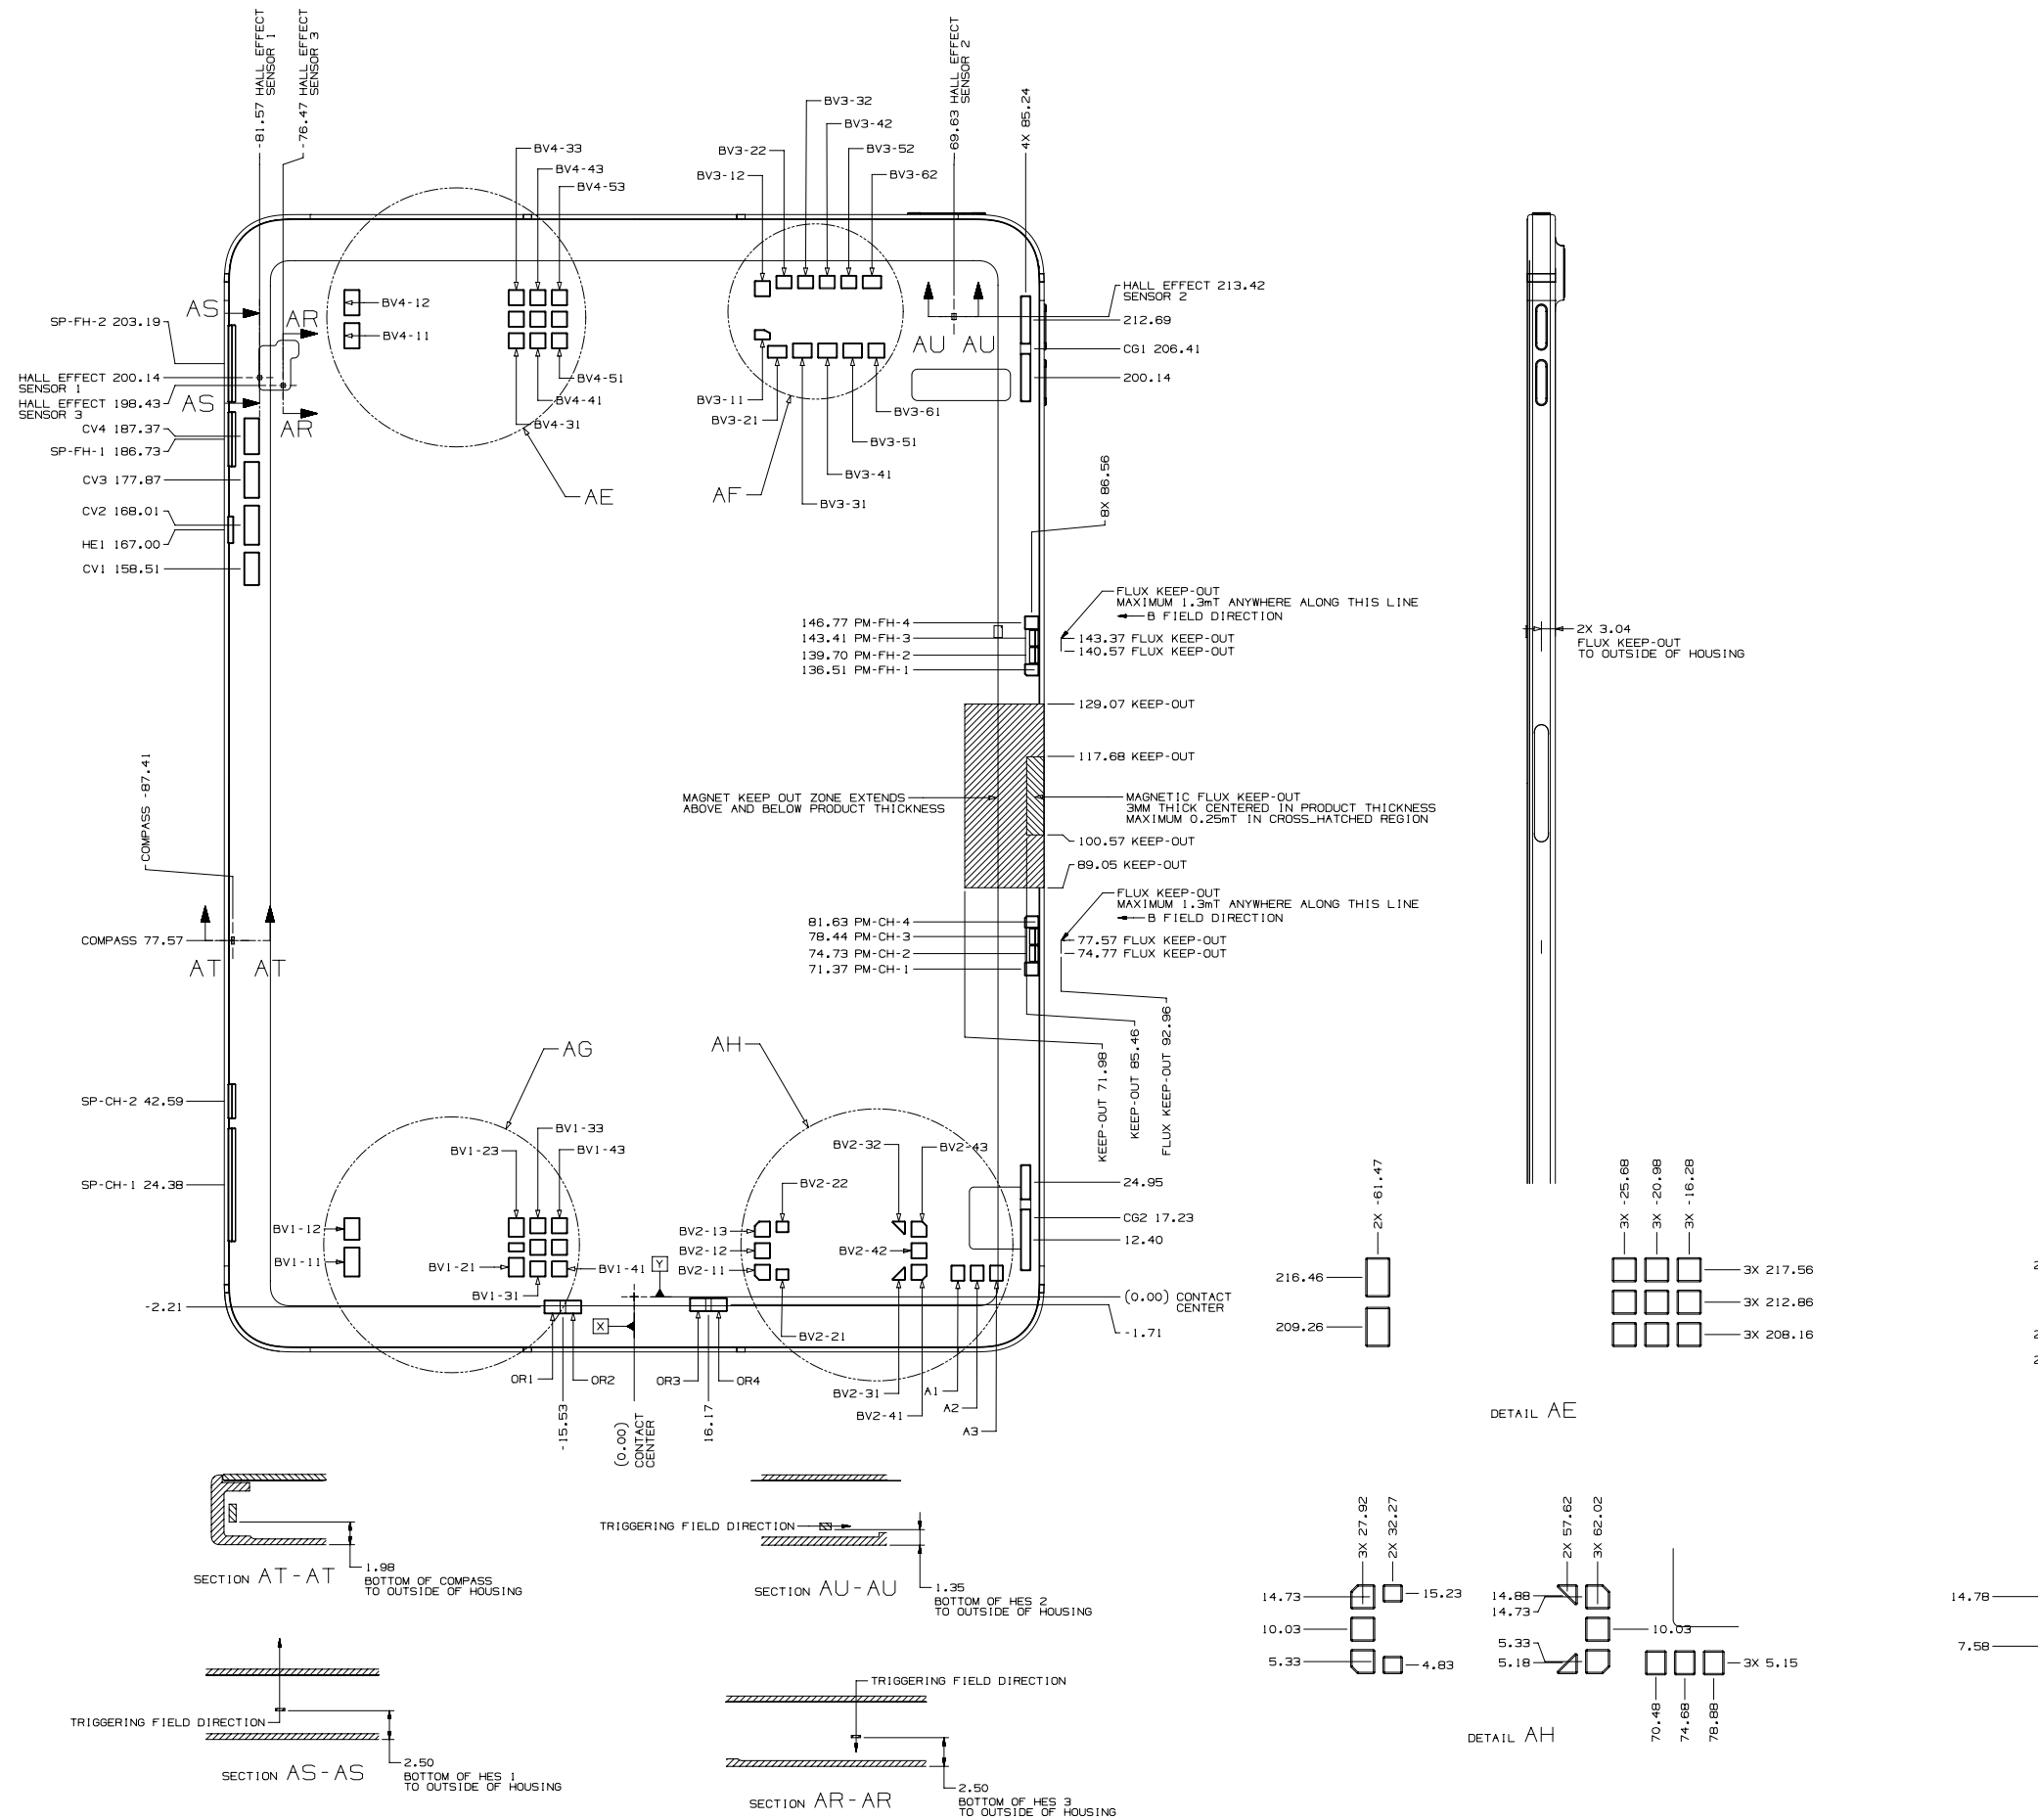 -81.57 HALL EFFECT
SENSOR 1
-76.47 HALL EFFECT
SENSOR 3
69.63 HALL EFFECT
SENSOR 2
4X 85.24
BV4-33
BV4-43
BV4-53
BV3-32
BV3-42
BV3-22
BV3-52
BV3-12
BV3-62
AS
SP-FH-2 203.19
AR
BV4-12
BV4-11
HALL EFFECT 213.42
SENSOR 2
212.69
AU AU
CG1 206.41
HALL EFFECT 200.14
SENSOR 1
200.14
HALL EFFECT 198.43
SENSOR 3
AS
AR
BV4-51
BV4-41
BV4-31
BV3-11
BV3-21
BV3-61
BV3-51
BV3-41
BV3-31
CV4 187.37
SP-FH-1 186.73
CV3 177.87
CV2 168.01
HE1 167.00
CV1 158.51
AE
AF
8X 86.56
FLUX KEEP-OUT
MAXIMUM 1.3mT ANYWHERE ALONG THIS LINE
B FIELD DIRECTION
146.77 PM-FH-4
143.41 PM-FH-3
139.70 PM-FH-2
136.51 PM-FH-1
143.37 FLUX KEEP-OUT
140.57 FLUX KEEP-OUT
2X 3.04
FLUX KEEP-OUT
TO OUTSIDE OF HOUSING
129.07 KEEP-OUT
117.68 KEEP-OUT
MAGNET KEEP OUT ZONE EXTENDS
ABOVE AND BELOW PRODUCT THICKNESS
MAGNETIC FLUX KEEP-OUT
3MM THICK CENTERED IN PRODUCT THICKNESS
MAXIMUM 0.25mT IN CROSS_HATCHED REGION
100.57 KEEP-OUT
89.05 KEEP-OUT
COMPASS -87.41
FLUX KEEP-OUT
MAXIMUM 1.3mT ANYWHERE ALONG THIS LINE
B FIELD DIRECTION
81.63 PM-CH-4
78.44 PM-CH-3
74.73 PM-CH-2
71.37 PM-CH-1
77.57 FLUX KEEP-OUT
74.77 FLUX KEEP-OUT
COMPASS 77.57
AT AT
KEEP-OUT 71.98
KEEP-OUT 85.46
FLUX KEEP-OUT 92.96
AG
AH
SP-CH-2 42.59
SP-CH-1 24.38
BV1-33
BV1-23
BV1-43
BV1-12
BV1-11
BV1-21
BV1-41
BV1-31
BV2-32
BV2-43
BV2-22
BV2-13
BV2-12
BV2-11
BV2-42
BV2-21
BV2-31
BV2-41
A1
A2
A3
24.95
CG2 17.23
12.40
(0.00) CONTACT
CENTER
-1.71
-2.21
Y
X
OR1
OR2
OR3
OR4
-15.53
(0.00)
CONTACT
CENTER
16.17
2X -61.47
3X -25.68
3X -20.98
3X -16.28
216.46
209.26
3X 217.56
3X 212.86
3X 208.16
2
2
2
DETAIL AE
1.98
BOTTOM OF COMPASS
TO OUTSIDE OF HOUSING
SECTION AT-AT
TRIGGERING FIELD DIRECTION
1.35
BOTTOM OF HES 2
TO OUTSIDE OF HOUSING
SECTION AU-AU
3X 27.92
2X 32.27
2X 57.62
3X 62.02
14.73
15.23
10.03
5.33
4.83
14.88
14.73
10.03
5.33
5.18
3X 5.15
70.48
74.68
78.88
14.78
7.58
DETAIL AH
TRIGGERING FIELD DIRECTION
2.50
BOTTOM OF HES 1
TO OUTSIDE OF HOUSING
SECTION AS-AS
TRIGGERING FIELD DIRECTION
2.50
BOTTOM OF HES 3
TO OUTSIDE OF HOUSING
SECTION AR-AR